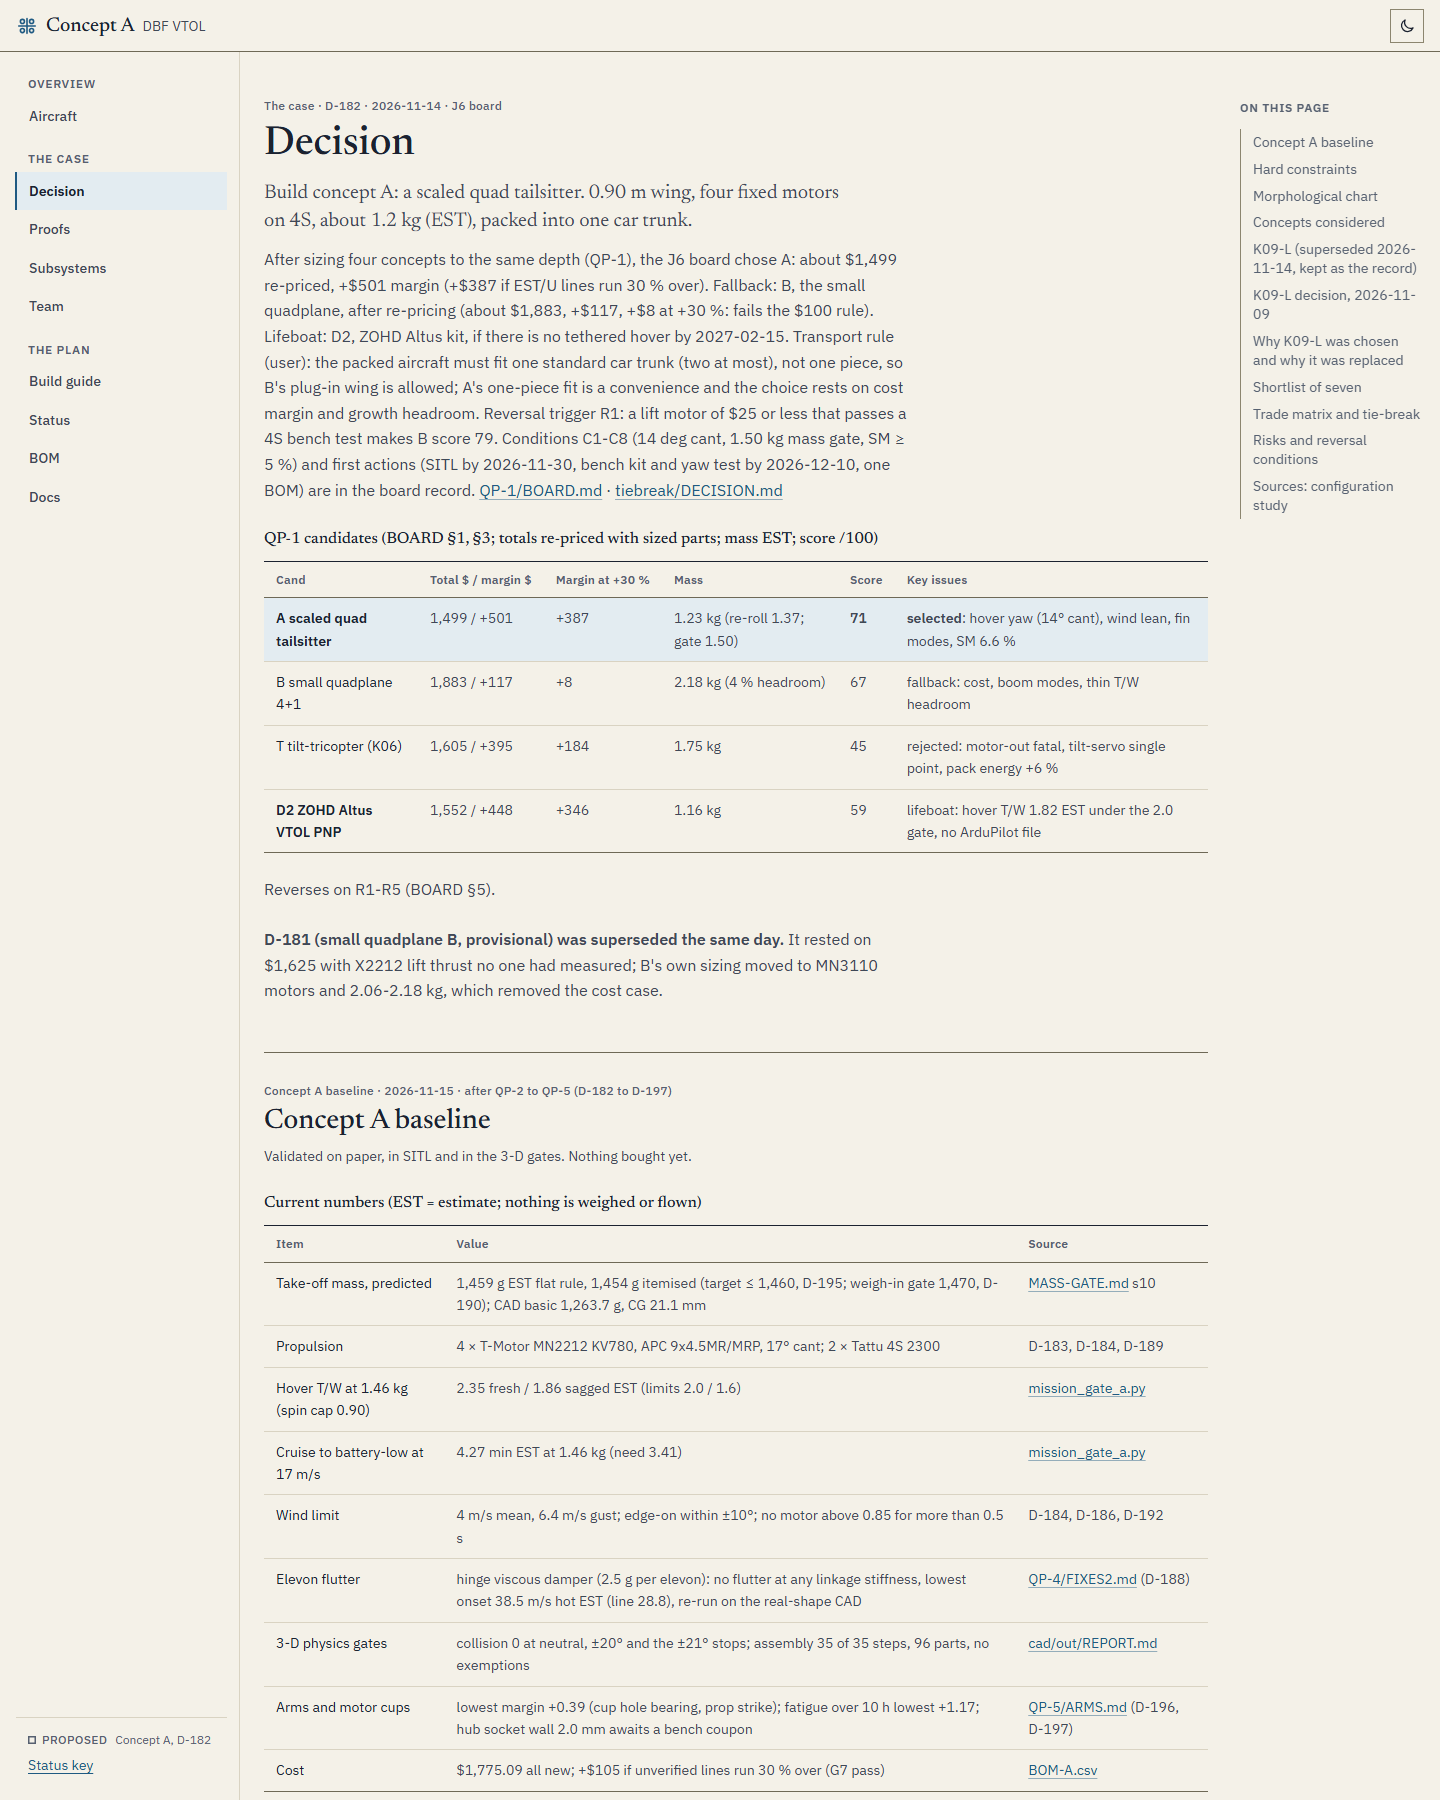 Concept A DBF VTOL
OVERVIEW
Aircraft
THE CASE
Decision
Proofs
Subsystems
Team
THE PLAN
Build guide
Status
BOM
Docs
PROPOSED Concept A, D-182
Status key
The case · D-182 · 2026-11-14 · J6 board
Decision
Build concept A: a scaled quad tailsitter. 0.90 m wing, four fixed motors
on 4S, about 1.2 kg (EST), packed into one car trunk.
After sizing four concepts to the same depth (QP-1), the J6 board chose A: about $1,499
re-priced, +$501 margin (+$387 if EST/U lines run 30 % over). Fallback: B, the small
quadplane, after re-pricing (about $1,883, +$117, +$8 at +30 %: fails the $100 rule).
Lifeboat: D2, ZOHD Altus kit, if there is no tethered hover by 2027-02-15. Transport rule
(user): the packed aircraft must fit one standard car trunk (two at most), not one piece, so
B's plug-in wing is allowed; A's one-piece fit is a convenience and the choice rests on cost
margin and growth headroom. Reversal trigger R1: a lift motor of $25 or less that passes a
4S bench test makes B score 79. Conditions C1-C8 (14 deg cant, 1.50 kg mass gate, SM ≥
5 %) and first actions (SITL by 2026-11-30, bench kit and yaw test by 2026-12-10, one
BOM) are in the board record. QP-1/BOARD.md · tiebreak/DECISION.md
QP-1 candidates (BOARD §1, §3; totals re-priced with sized parts; mass EST; score /100)
Cand Total $ / margin $ Margin at +30 % Mass Score Key issues
A scaled quad 1,499 / +501 +387 1.23 kg (re-roll 1.37; 71 selected: hover yaw (14° cant), wind lean, fin
tailsitter gate 1.50) modes, SM 6.6 %
B small quadplane 1,883 / +117 +8 2.18 kg (4 % headroom) 67 fallback: cost, boom modes, thin T/W
4+1 headroom
T tilt-tricopter (K06) 1,605 / +395 +184 1.75 kg 45 rejected: motor-out fatal, tilt-servo single
point, pack energy +6 %
D2 ZOHD Altus 1,552 / +448 +346 1.16 kg 59 lifeboat: hover T/W 1.82 EST under the 2.0
VTOL PNP gate, no ArduPilot file
Reverses on R1-R5 (BOARD §5).
D-181 (small quadplane B, provisional) was superseded the same day. It rested on
$1,625 with X2212 lift thrust no one had measured; B's own sizing moved to MN3110
motors and 2.06-2.18 kg, which removed the cost case.
Concept A baseline · 2026-11-15 · after QP-2 to QP-5 (D-182 to D-197)
Concept A baseline
Validated on paper, in SITL and in the 3-D gates. Nothing bought yet.
Current numbers (EST = estimate; nothing is weighed or flown)
Item Value Source
Take-off mass, predicted 1,459 g EST flat rule, 1,454 g itemised (target ≤ 1,460, D-195; weigh-in gate 1,470, D- MASS-GATE.md s10
190); CAD basic 1,263.7 g, CG 21.1 mm
Propulsion 4 × T-Motor MN2212 KV780, APC 9x4.5MR/MRP, 17° cant; 2 × Tattu 4S 2300 D-183, D-184, D-189
Hover T/W at 1.46 kg 2.35 fresh / 1.86 sagged EST (limits 2.0 / 1.6) mission_gate_a.py
(spin cap 0.90)
Cruise to battery-low at 4.27 min EST at 1.46 kg (need 3.41) mission_gate_a.py
17 m/s
Wind limit 4 m/s mean, 6.4 m/s gust; edge-on within ±10°; no motor above 0.85 for more than 0.5 D-184, D-186, D-192
s
Elevon flutter hinge viscous damper (2.5 g per elevon): no flutter at any linkage stiffness, lowest QP-4/FIXES2.md (D-188)
onset 38.5 m/s hot EST (line 28.8), re-run on the real-shape CAD
3-D physics gates collision 0 at neutral, ±20° and the ±21° stops; assembly 35 of 35 steps, 96 parts, no cad/out/REPORT.md
exemptions
Arms and motor cups lowest margin +0.39 (cup hole bearing, prop strike); fatigue over 10 h lowest +1.17; QP-5/ARMS.md (D-196,
hub socket wall 2.0 mm awaits a bench coupon D-197)
Cost $1,775.09 all new; +$105 if unverified lines run 30 % over (G7 pass) BOM-A.csv
ON THIS PAGE
Concept A baseline
Hard constraints
Morphological chart
Concepts considered
K09-L (superseded 2026-
11-14, kept as the record)
K09-L decision, 2026-11-
09
Why K09-L was chosen
and why it was replaced
Shortlist of seven
Trade matrix and tie-break
Risks and reversal
conditions
Sources: configuration
study